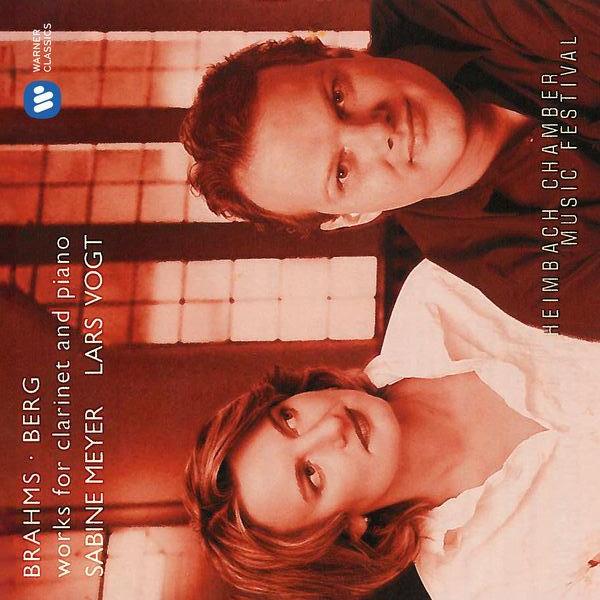 WARNER
CLASSICS
BRAHMS · BERG
works for clarinet and piano
SABINE MEYER LARS VOGT
HEIMBACH CHAMBER
MUSIC FESTIVAL